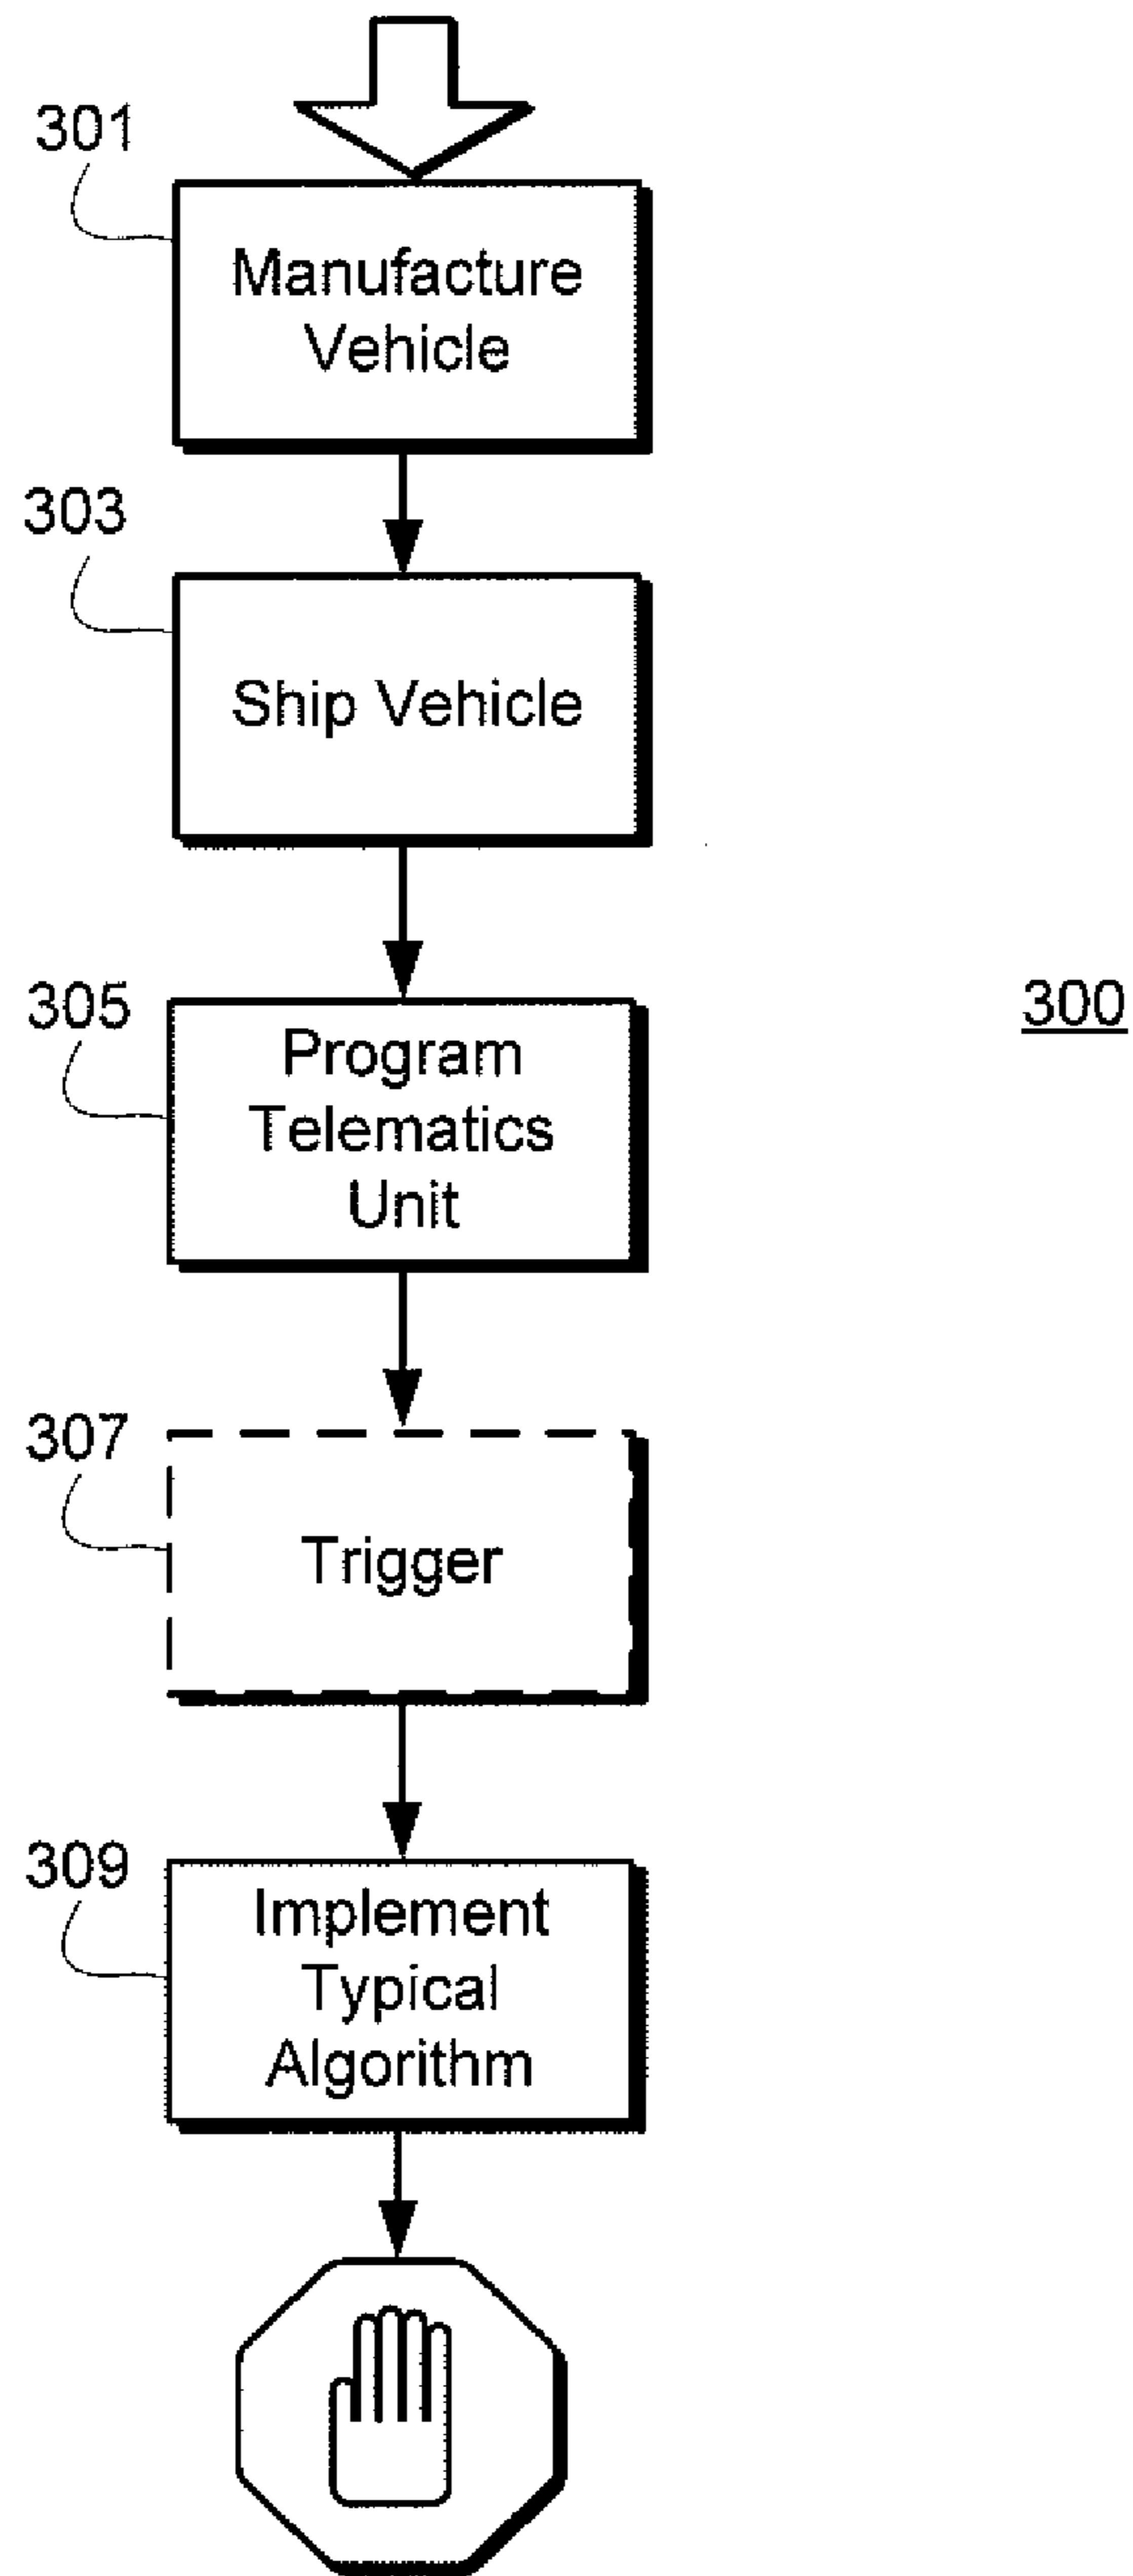 301
Manufacture
Vehicle
303
Ship Vehicle
305
Program
Telematics
Unit
300
307
Trigger
309
Implement
Typical
Algorithm